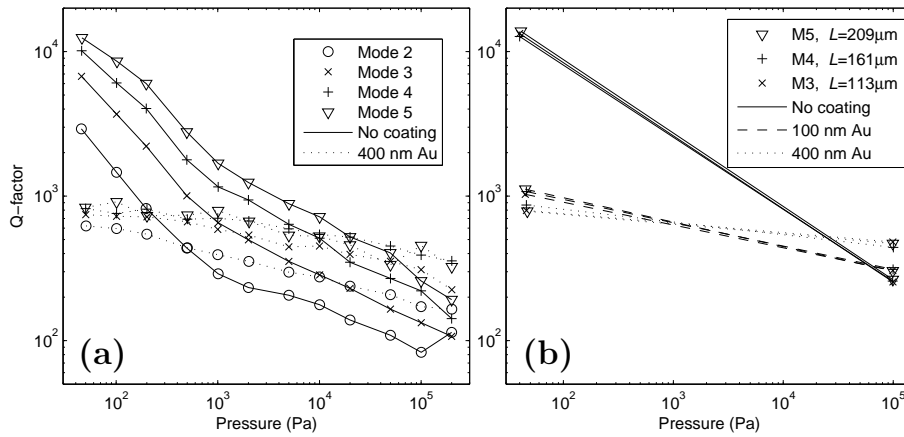 10^4
10^3
10^2
Q−factor
10^2 10^3 10^4 10^5
Pressure (Pa)
Mode 2
Mode 3
Mode 4
Mode 5
No coating
400 nm Au
(a)
10^4
10^3
10^2
10^2 10^3 10^4 10^5
Pressure (Pa)
M5, L=209μm
M4, L=161μm
M3, L=113μm
No coating
100 nm Au
400 nm Au
(b)